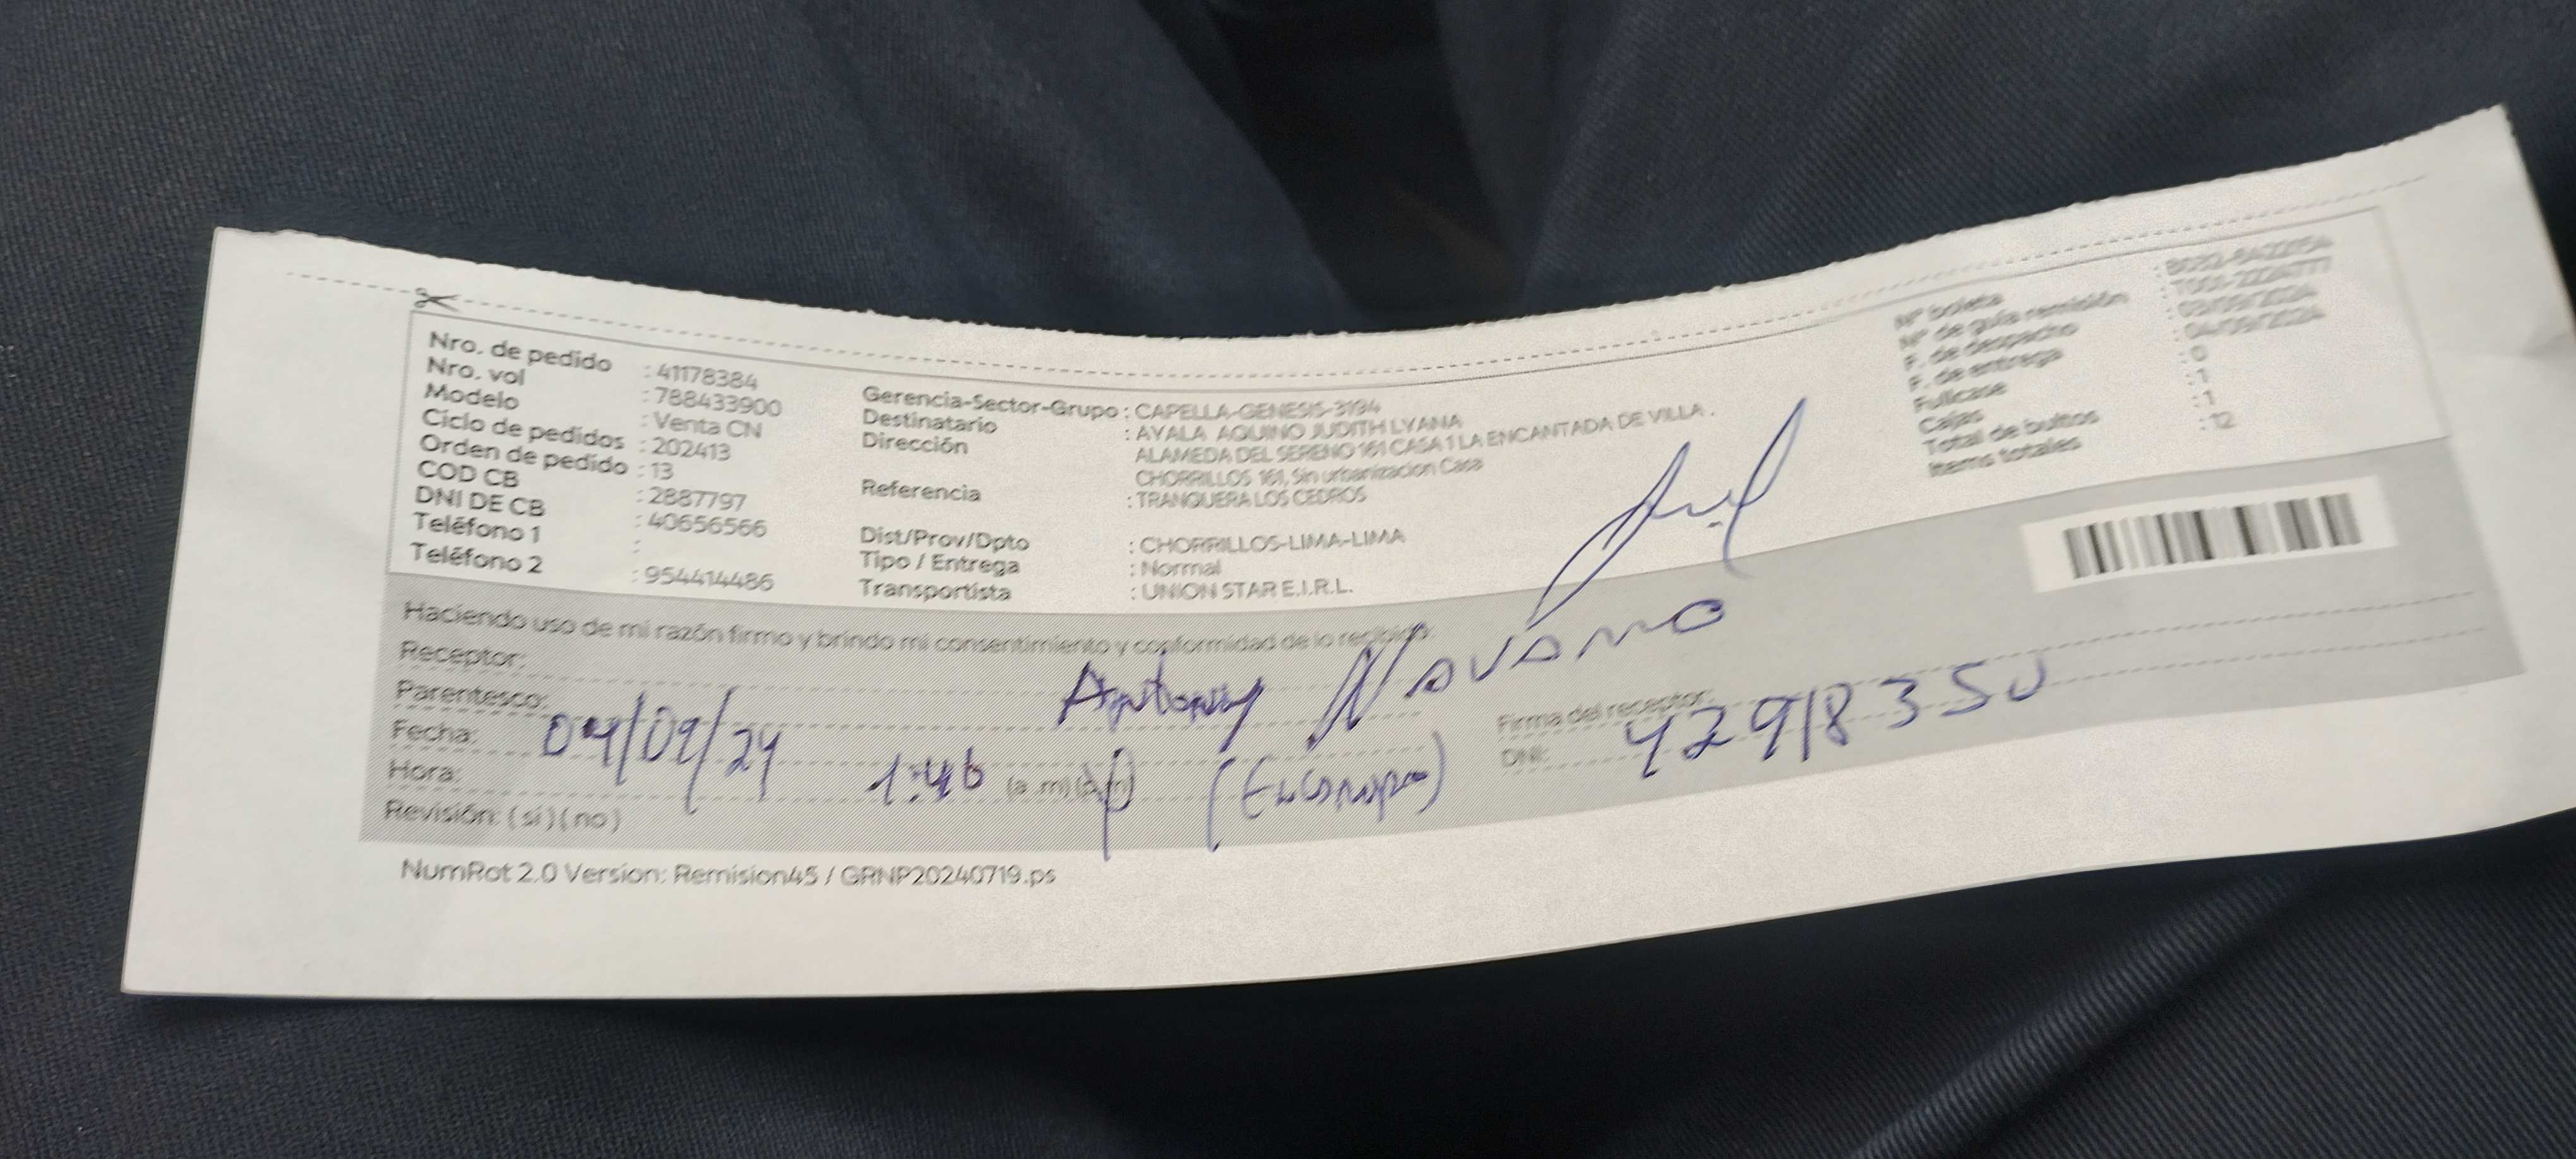 Nro. de pedido : 41178384
Nro. vol : 788433900
Modelo : Venta CN
Ciclo de pedidos : 202413
Orden de pedido : 13
COD CB : 2887797
DNI DE CB : 40656566
Teléfono 1 :
Teléfono 2 : 954414486
Gerencia-Sector-Grupo : CAPELLA-GENESIS-3194
Destinatario : AYALA AQUINO JUDITH LYANA
Dirección : ALAMEDA DEL SERENO 161 CASA 1 LA ENCANTADA DE VILLA .
CHORRILLOS 161, Sin urbanizacion Casa
Referencia : TRANQUERA LOS CEDROS
Dist/Prov/Dpto : CHORRILLOS-LIMA-LIMA
Tipo / Entrega : Normal
Transportista : UNION STAR E.I.R.L.
N° boleta
N° de guía remisión
F. de despacho : 03/09/2024
F. de entrega : 04/09/2024
Fullcase : 0
Cajas : 1
Total de bultos : 1
Items totales : 12
Haciendo uso de mi razón firmo y brindo mi consentimiento y conformidad de lo recibido:
Receptor: Antony Navarro
Parentesco:
Fecha: 04/09/24
Hora: 1:46 (a.m) (p.m)
Revisión: ( si ) ( no )
Firma del receptor:
DNI: 42918350
NumRot 2.0 Version: Remision45 / GRNP20240719.ps